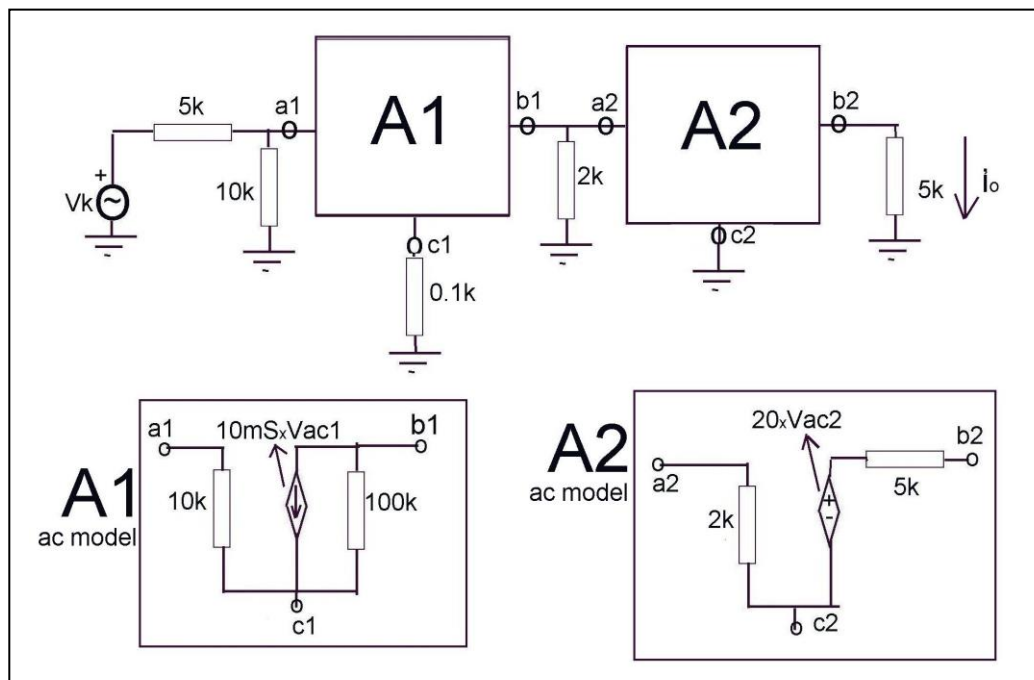 5k
a1
A1
b1
a2
A2
b2
+
Vk
~
10k
2k
5k
io
c1
c2
0.1k
A1
ac model
a1
10mSxVac1
b1
10k
100k
c1
A2
ac model
20xVac2
b2
a2
5k
2k
+
-
c2